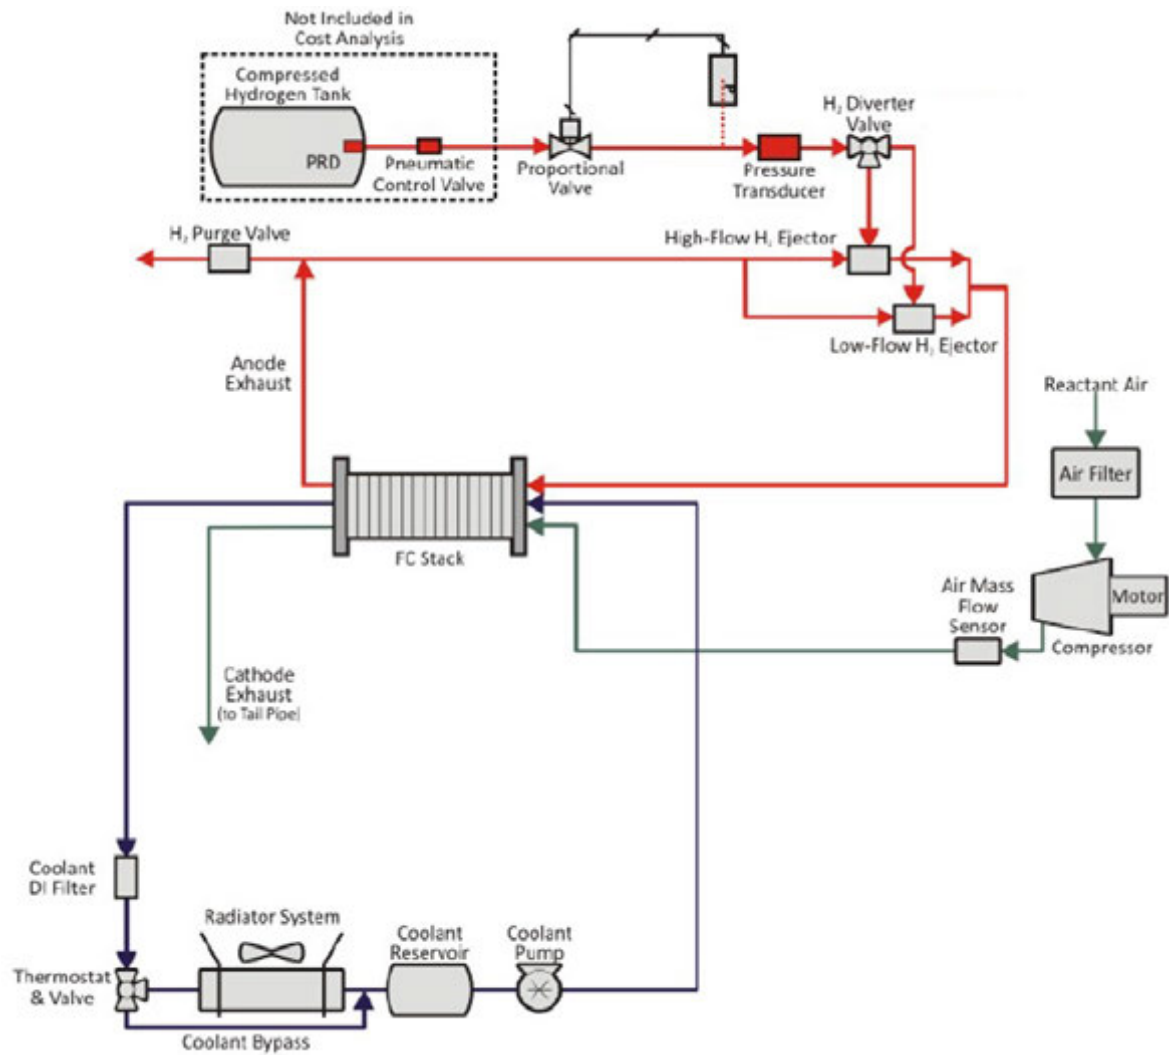 Not Included in
Cost Analysis
Compressed
Hydrogen Tank
PRD
Pneumatic
Control Valve
Proportional
Valve
Pressure
Transducer
H₂ Diverter
Valve
H₂ Purge Valve
High-Flow H₂ Ejector
Low-Flow H₂ Ejector
Anode
Exhaust
Reactant Air
Air Filter
FC Stack
Air Mass
Flow
Sensor
Motor
Compressor
Cathode
Exhaust
(to Tail Pipe)
Coolant
DI Filter
Radiator System
Coolant
Reservoir
Coolant
Pump
Thermostat
& Valve
Coolant Bypass